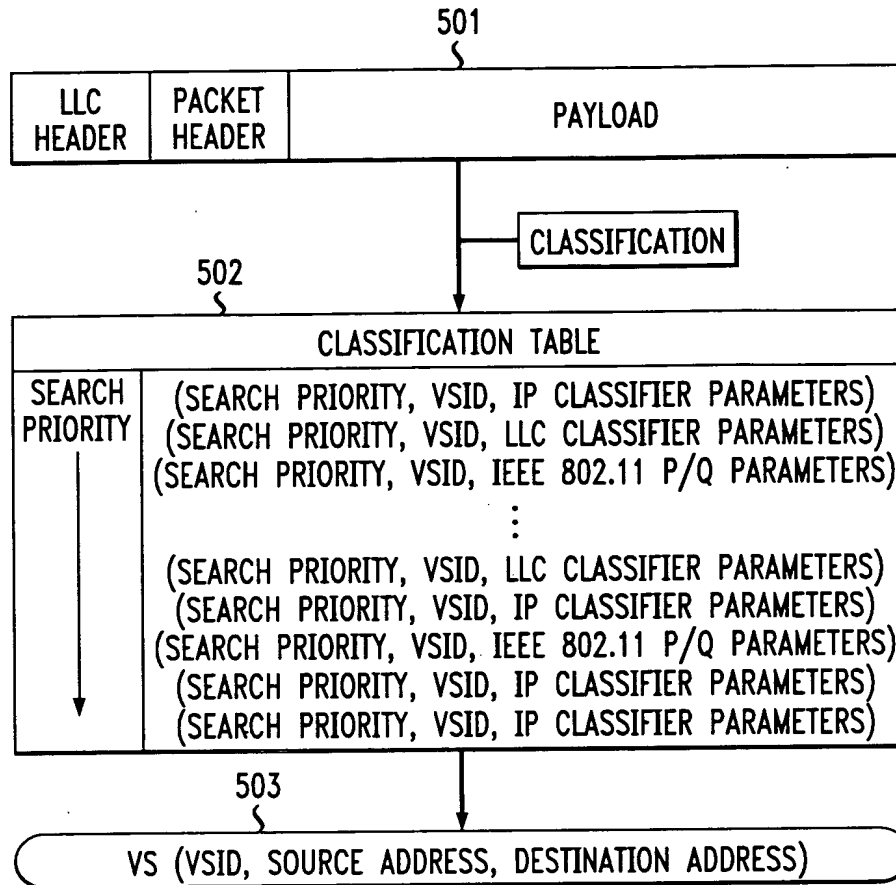 501
LLC HEADER
PACKET HEADER
PAYLOAD
CLASSIFICATION
502
CLASSIFICATION TABLE
SEARCH PRIORITY
(SEARCH PRIORITY, VSID, IP CLASSIFIER PARAMETERS)
(SEARCH PRIORITY, VSID, LLC CLASSIFIER PARAMETERS)
(SEARCH PRIORITY, VSID, IEEE 802.11 P/Q PARAMETERS)
⋮
(SEARCH PRIORITY, VSID, LLC CLASSIFIER PARAMETERS)
(SEARCH PRIORITY, VSID, IP CLASSIFIER PARAMETERS)
(SEARCH PRIORITY, VSID, IEEE 802.11 P/Q PARAMETERS)
(SEARCH PRIORITY, VSID, IP CLASSIFIER PARAMETERS)
(SEARCH PRIORITY, VSID, IP CLASSIFIER PARAMETERS)
503
VS (VSID, SOURCE ADDRESS, DESTINATION ADDRESS)